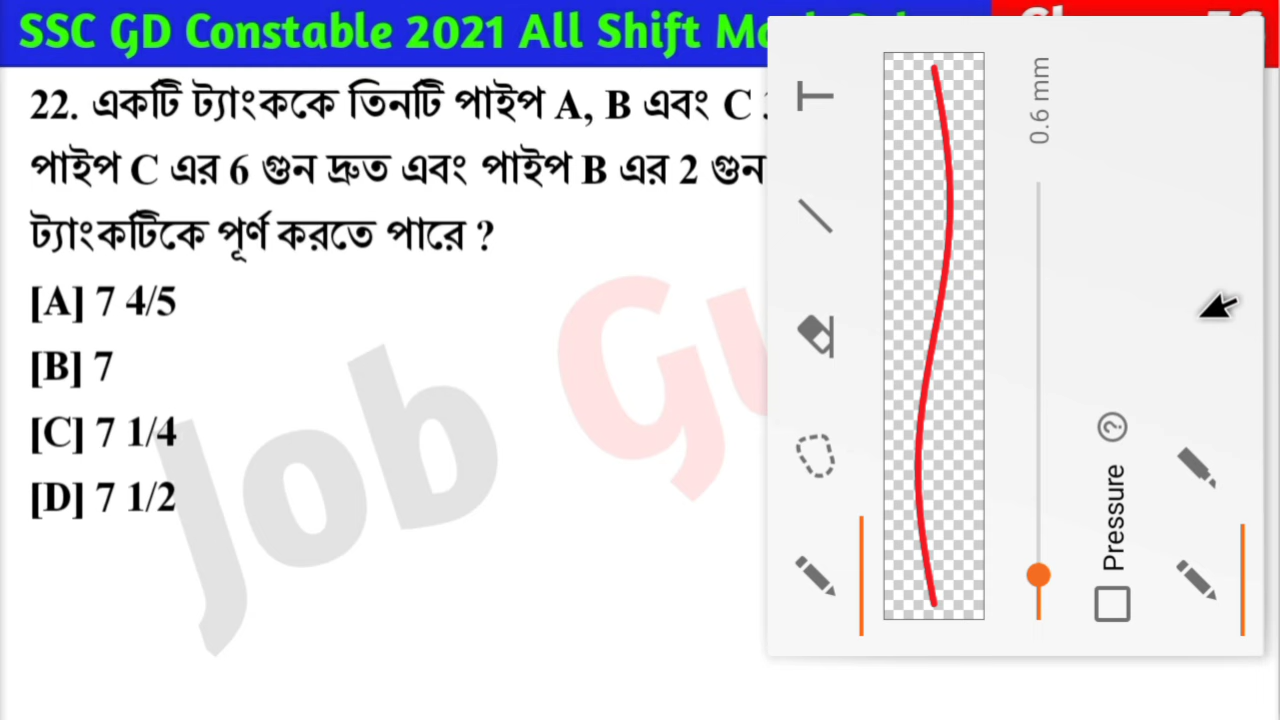 SSC GD Constable 2021 All Shift
22. একটি ট্যাংককে তিনটি পাইপ A, B এবং C
পাইপ C এর 6 গুন দ্রুত এবং পাইপ B এর 2 গুন
ট্যাংকটিকে পূর্ণ করতে পারে ?
[A] 7 4/5
[B] 7
[C] 7 1/4
[D] 7 1/2
Job
T
0.6 mm
?
Pressure